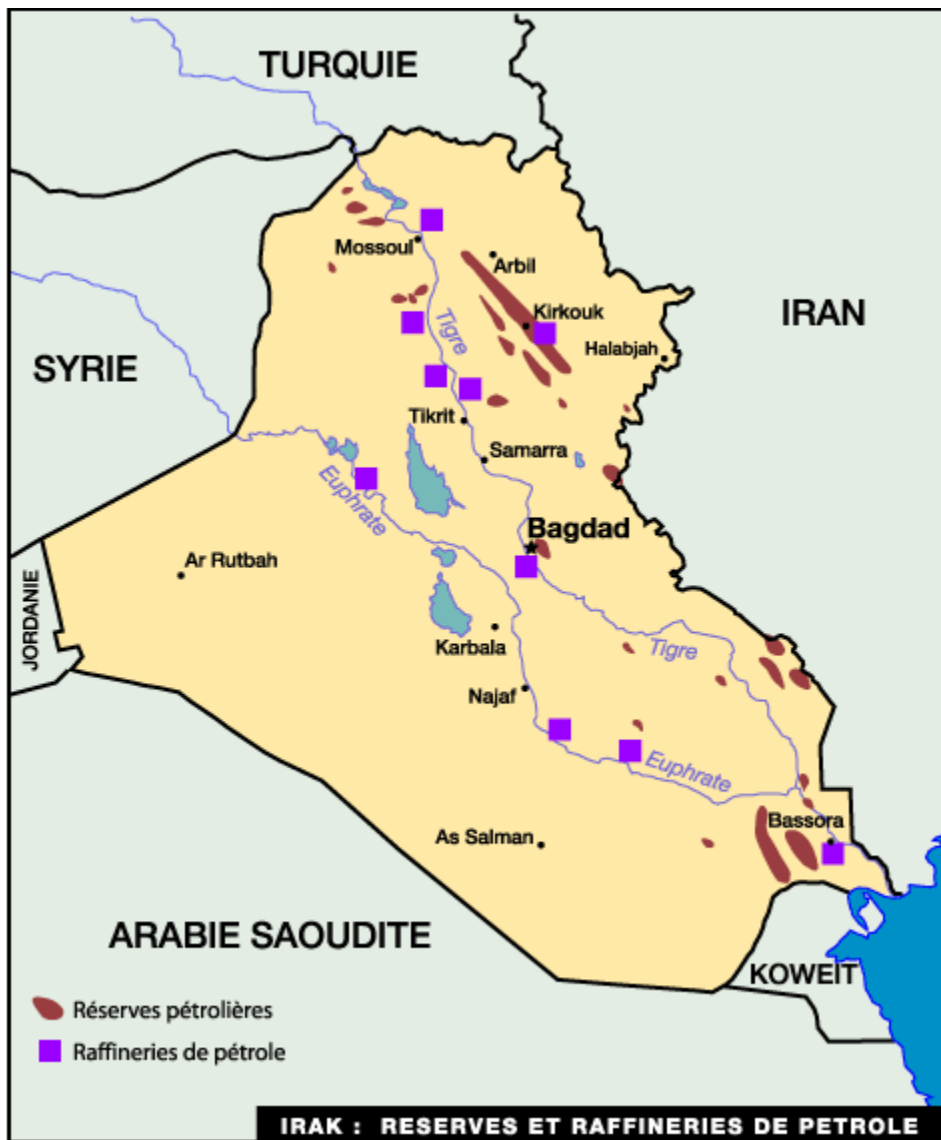 TURQUIE
Mossoul
Arbil
IRAN
Kirkouk
Tigre
Halabjah
SYRIE
Tikrit
Samarra
Euphrate
Bagdad
Ar Rutbah
JORDANIE
Karbala
Tigre
Najaf
Euphrate
Bassora
As Salman
ARABIE SAOUDITE
KOWEIT
Réserves pétrolières
Raffineries de pétrole
IRAK : RESERVES ET RAFFINERIES DE PETROLE